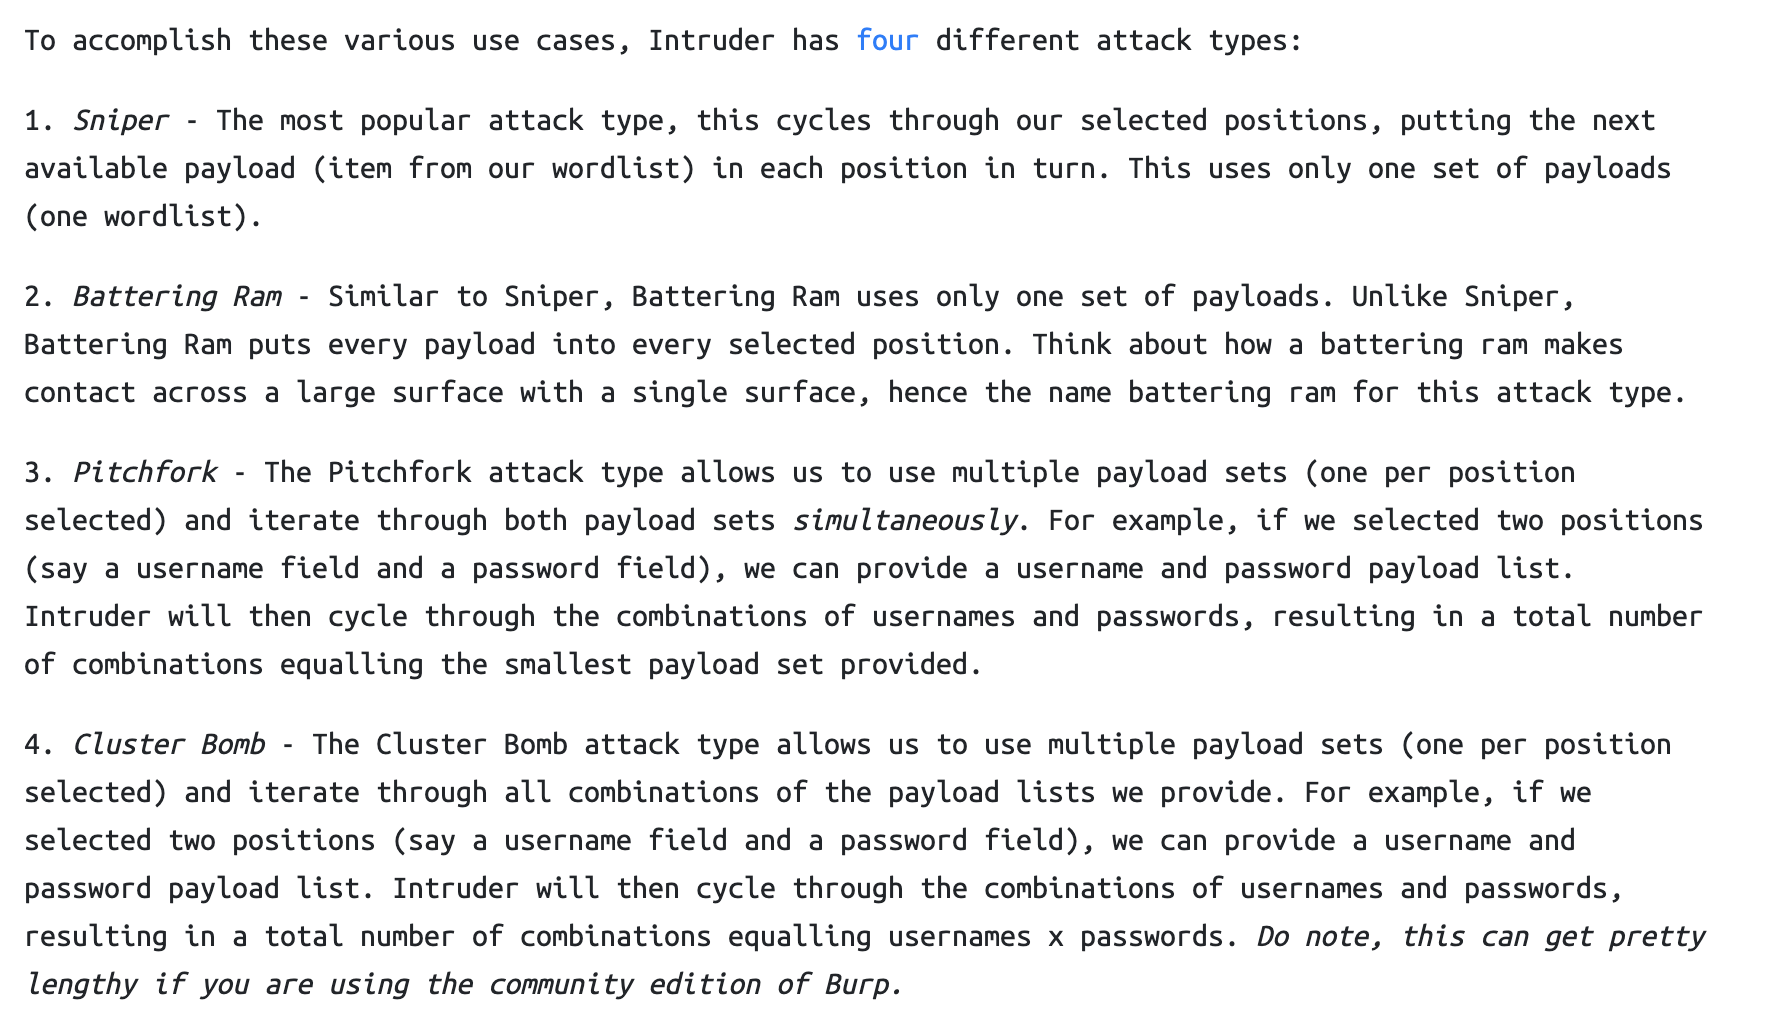 To accomplish these various use cases, Intruder has four different attack types:
1. Sniper - The most popular attack type, this cycles through our selected positions, putting the next
available payload (item from our wordlist) in each position in turn. This uses only one set of payloads
(one wordlist).
2. Battering Ram - Similar to Sniper, Battering Ram uses only one set of payloads. Unlike Sniper,
Battering Ram puts every payload into every selected position. Think about how a battering ram makes
contact across a large surface with a single surface, hence the name battering ram for this attack type.
3. Pitchfork - The Pitchfork attack type allows us to use multiple payload sets (one per position
selected) and iterate through both payload sets simultaneously. For example, if we selected two positions
(say a username field and a password field), we can provide a username and password payload list.
Intruder will then cycle through the combinations of usernames and passwords, resulting in a total number
of combinations equalling the smallest payload set provided.
4. Cluster Bomb - The Cluster Bomb attack type allows us to use multiple payload sets (one per position
selected) and iterate through all combinations of the payload lists we provide. For example, if we
selected two positions (say a username field and a password field), we can provide a username and
password payload list. Intruder will then cycle through the combinations of usernames and passwords,
resulting in a total number of combinations equalling usernames x passwords. Do note, this can get pretty
lengthy if you are using the community edition of Burp.